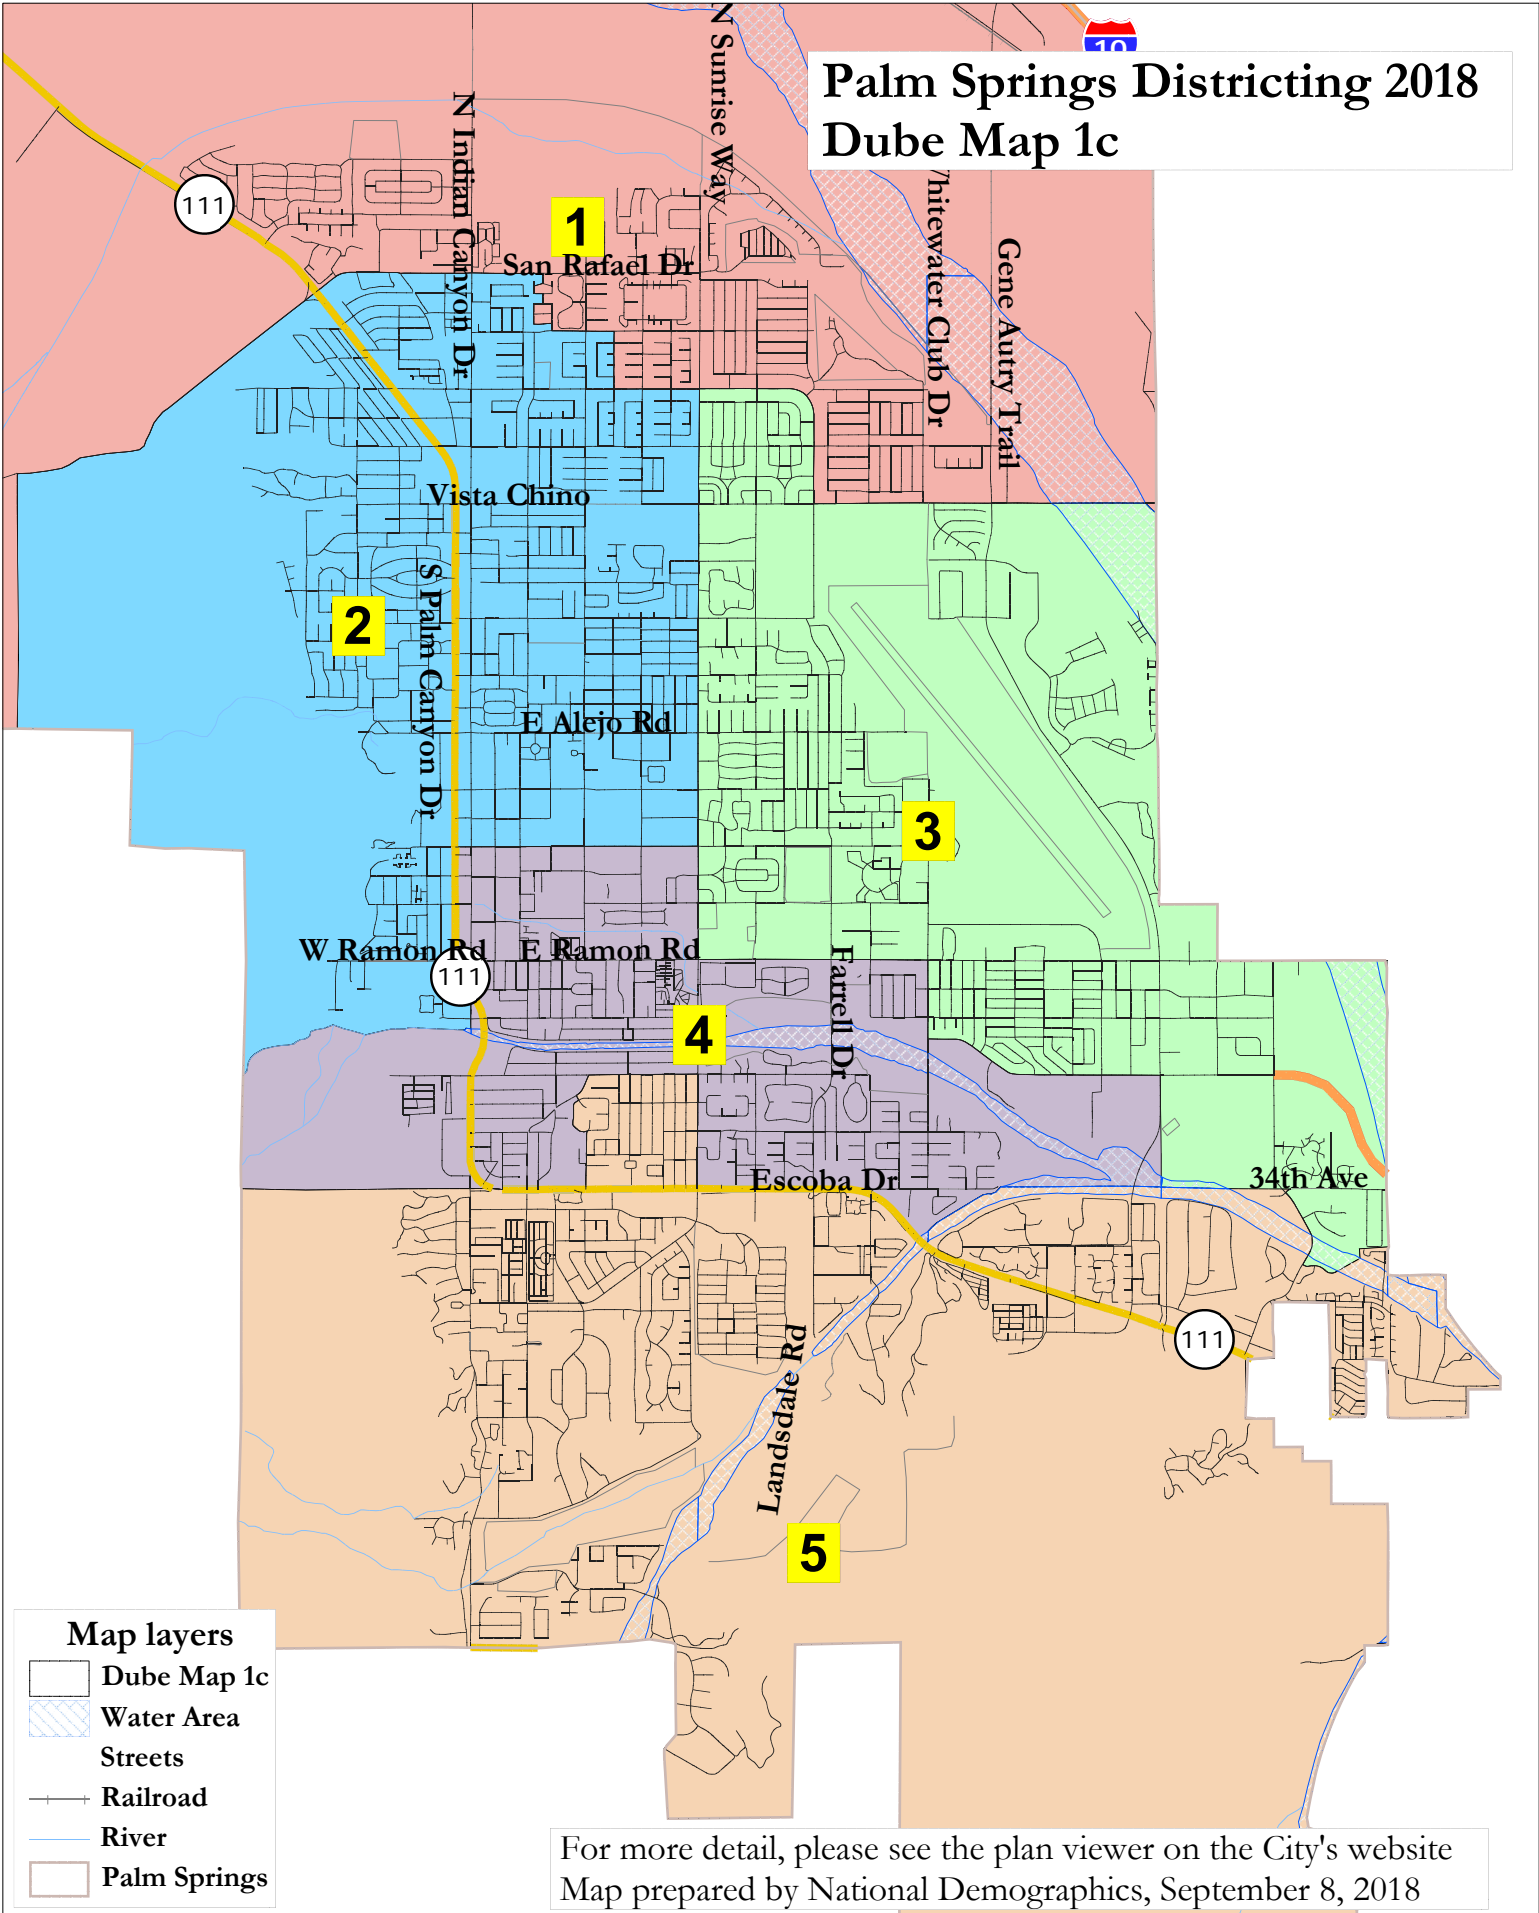 10
Palm Springs Districting 2018
Dube Map 1c
N Sunrise Way
N Indian Canyon Dr
hitewater Club Dr
Gene Autry Trail
111
1
San Rafael Dr
Vista Chino
2
S Palm Canyon Dr
E Alejo Rd
3
W Ramon Rd
E Ramon Rd
111
Farrell Dr
4
Escoba Dr
34th Ave
111
Landsdale Rd
5
Map layers
Dube Map 1c
Water Area
Streets
Railroad
River
Palm Springs
For more detail, please see the plan viewer on the City's website
Map prepared by National Demographics, September 8, 2018